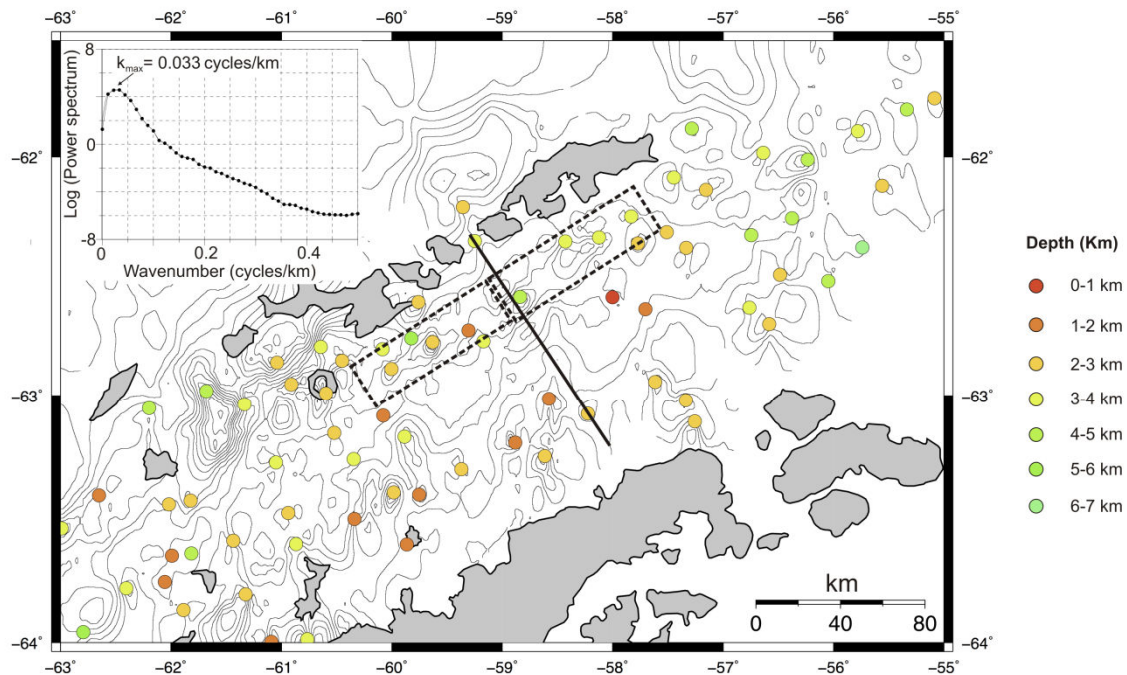 −63˚ −62˚ −61˚ −60˚ −59˚ −58˚ −57˚ −56˚ −55˚
8
kmax= 0.033 cycles/km
Log (Power spectrum)
0
-8
0 0.2 0.4
Wavenumber (cycles/km)
−62˚ −62˚
−63˚ −63˚
−64˚ −64˚
Depth (Km)
0-1 km
1-2 km
2-3 km
3-4 km
4-5 km
5-6 km
6-7 km
km
0 40 80
−63˚ −62˚ −61˚ −60˚ −59˚ −58˚ −57˚ −56˚ −55˚